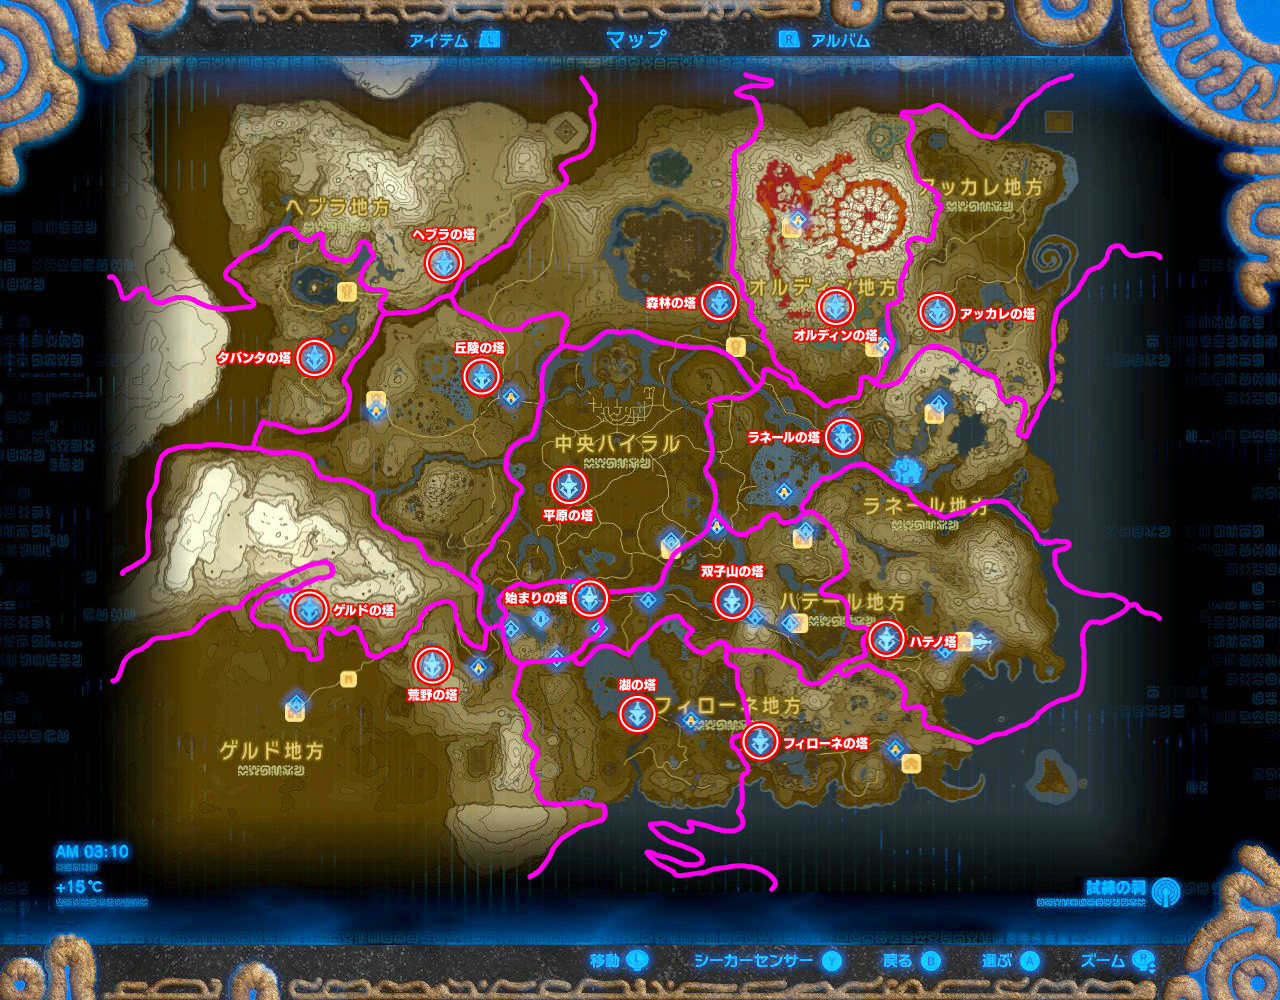 アイテム L
マップ
R アルバム
ヘブラ地方
アッカレ地方
ヘブラの塔
森林の塔
オルディン地方
アッカレの塔
オルディンの塔
タバンタの塔
丘陵の塔
中央ハイラル
ラネールの塔
平原の塔
ラネール地方
双子山の塔
始まりの塔
ハテール地方
ゲルドの塔
ハテノ塔
荒野の塔
湖の塔
フィローネ地方
フィローネの塔
ゲルド地方
AM 03:10
+15℃
試練の祠
移動 L
シーカーセンサー Y
戻る B
選ぶ A
ズーム R